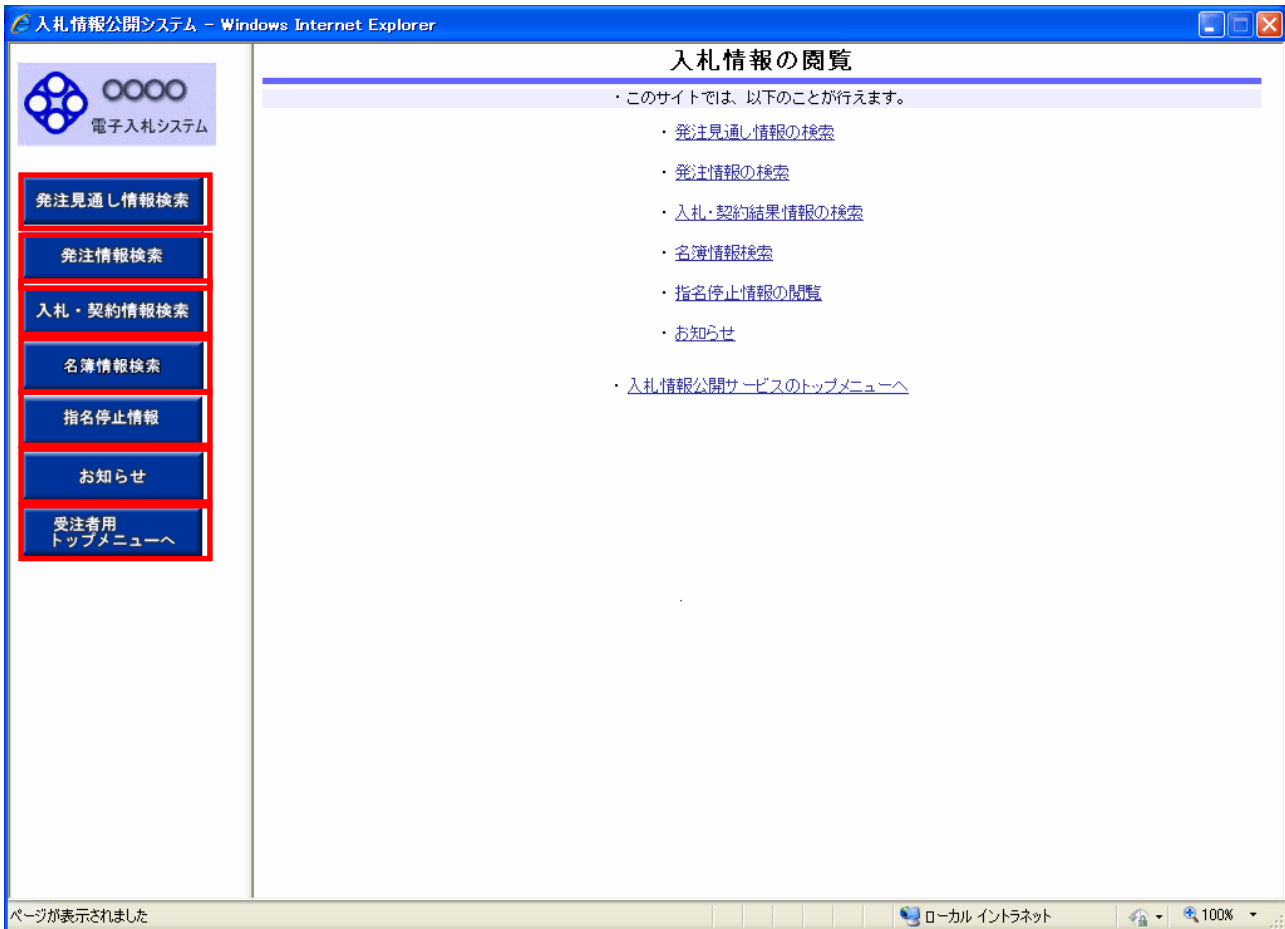 入札情報公開システム - Windows Internet Explorer
○○○○
電子入札システム
発注見通し情報検索
発注情報検索
入札・契約情報検索
名簿情報検索
指名停止情報
お知らせ
受注者用
トップメニューへ
入札情報の閲覧
・このサイトでは、以下のことが行えます。
・発注見通し情報の検索
・発注情報の検索
・入札・契約結果情報の検索
・名簿情報検索
・指名停止情報の閲覧
・お知らせ
・入札情報公開サービスのトップメニューへ
ページが表示されました
ローカル イントラネット
100%